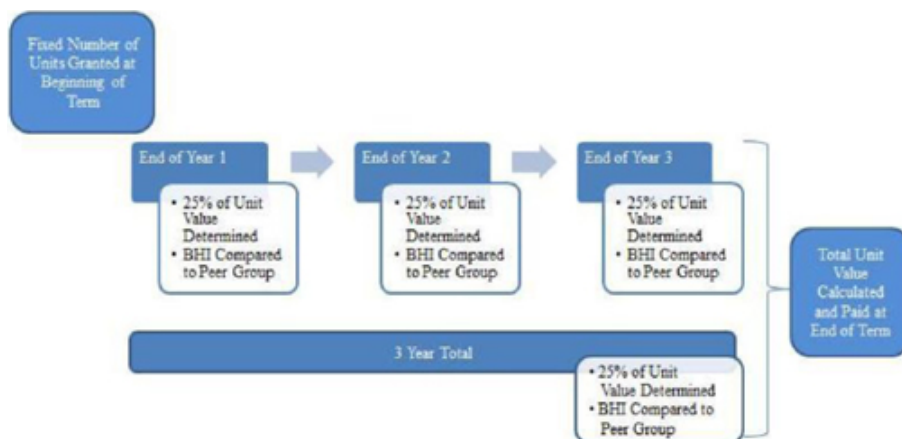 Fixed Number of
Units Granted at
Beginning of
Term
End of Year 1
• 25% of Unit
Value
Determined
• BHI Compared
to Peer Group
End of Year 2
• 25% of Unit
Value
Determined
• BHI Compared
to Peer Group
End of Year 3
• 25% of Unit
Value
Determined
• BHI Compared
to Peer Group
3 Year Total
• 25% of Unit
Value Determined
• BHI Compared to
Peer Group
Total Unit
Value
Calculated
and Paid at
End of Term